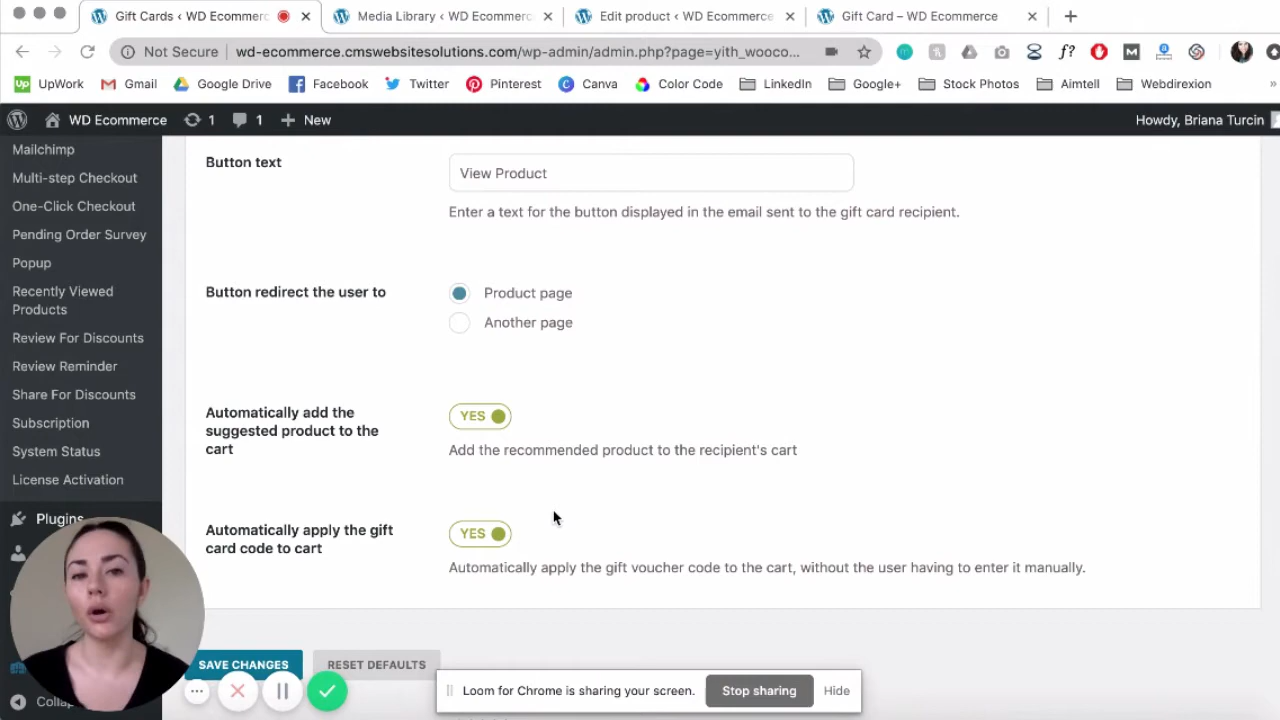 Gift Cards ‹ WD Ecommerc
Media Library ‹ WD Ecommerc
Edit product ‹ WD Ecommerce
Gift Card – WD Ecommerce
Not Secure
wd-ecommerce.cmswebsitesolutions.com/wp-admin/admin.php?page=yith_wooco...
UpWork
Gmail
Google Drive
Facebook
Twitter
Pinterest
Canva
Color Code
LinkedIn
Google+
Stock Photos
Aimtell
Webdirexion
WD Ecommerce
1
1
New
Howdy, Briana Turcin
Mailchimp
Multi-step Checkout
One-Click Checkout
Pending Order Survey
Popup
Recently Viewed
Products
Review For Discounts
Review Reminder
Share For Discounts
Subscription
System Status
License Activation
Plugins
Button text
View Product
Enter a text for the button displayed in the email sent to the gift card recipient.
Button redirect the user to
Product page
Another page
Automatically add the
suggested product to the
cart
YES
Add the recommended product to the recipient's cart
Automatically apply the gift
card code to cart
YES
Automatically apply the gift voucher code to the cart, without the user having to enter it manually.
SAVE CHANGES
RESET DEFAULTS
Loom for Chrome is sharing your screen.
Stop sharing
Hide